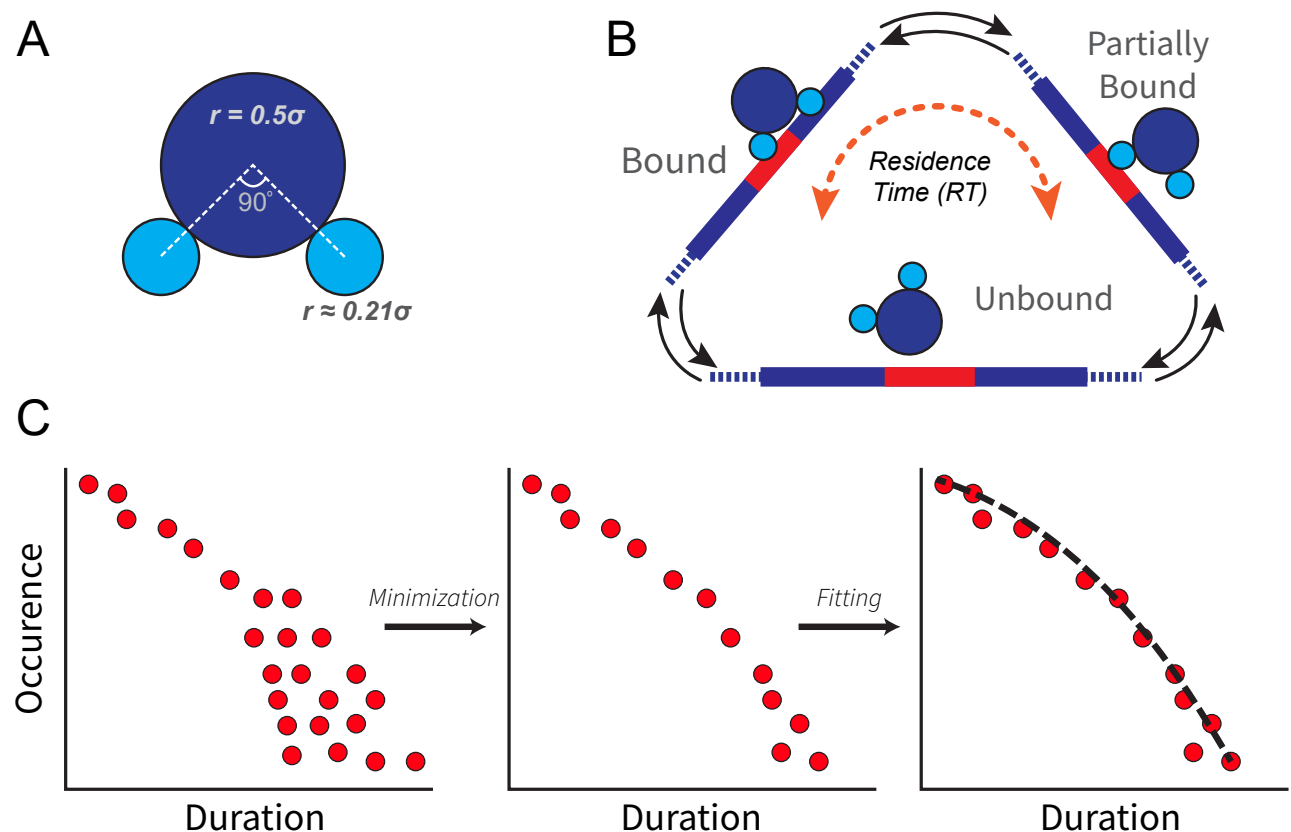 A
r = 0.5σ
90°
r ≈ 0.21σ
B
Partially
Bound
Bound
Residence
Time (RT)
Unbound
C
Occurence
Minimization
Fitting
Duration
Duration
Duration